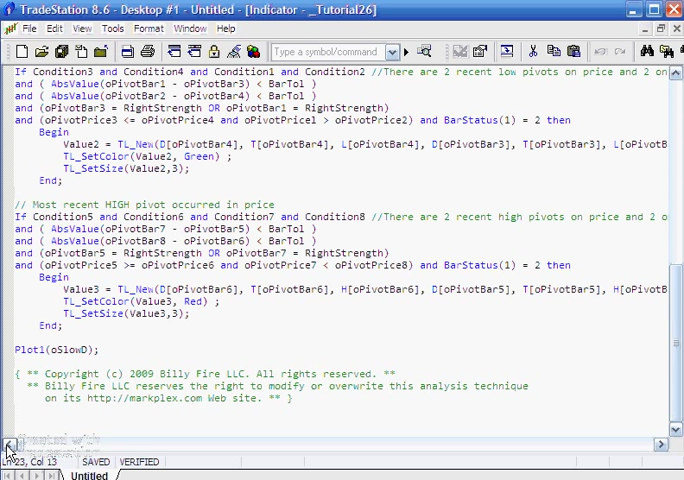 TradeStation 8.6 - Desktop #1 - Untitled - [Indicator - _Tutorial26]
File Edit View Tools Format Window Help
Type a symbol/command
If Condition3 and Condition4 and Condition1 and Condition2 //There are 2 recent low pivots on price and 2 on
and ( AbsValue(oPivotBar1 - oPivotBar3) < BarTol )
and ( AbsValue(oPivotBar2 - oPivotBar4) < BarTol )
and (oPivotBar3 = RightStrength OR oPivotBar1 = RightStrength)
and (oPivotPrice3 <= oPivotPrice4 and oPivotPrice1 > oPivotPrice2) and BarStatus(1) = 2 then
Begin
Value2 = TL_New(D[oPivotBar4], T[oPivotBar4], L[oPivotBar4], D[oPivotBar3], T[oPivotBar3], L[oPivotB
TL_SetColor(Value2, Green) ;
TL_SetSize(Value2,3);
End;
// Most recent HIGH pivot occurred in price
If Condition5 and Condition6 and Condition7 and Condition8 //There are 2 recent high pivots on price and 2 o
and ( AbsValue(oPivotBar7 - oPivotBar5) < BarTol )
and ( AbsValue(oPivotBar8 - oPivotBar6) < BarTol )
and (oPivotBar5 = RightStrength OR oPivotBar7 = RightStrength)
and (oPivotPrice5 >= oPivotPrice6 and oPivotPrice7 < oPivotPrice8) and BarStatus(1) = 2 then
Begin
Value3 = TL_New(D[oPivotBar6], T[oPivotBar6], H[oPivotBar6], D[oPivotBar5], T[oPivotBar5], H[oPivotB
TL_SetColor(Value3, Red) ;
TL_SetSize(Value3,3);
End;
Plot1(oSlowD);
{ ** Copyright (c) 2009 Billy Fire LLC. All rights reserved. **
** Billy Fire LLC reserves the right to modify or overwrite this analysis technique
on its http://markplex.com Web site. ** }
Ln 23, Col 13 SAVED VERIFIED
Untitled